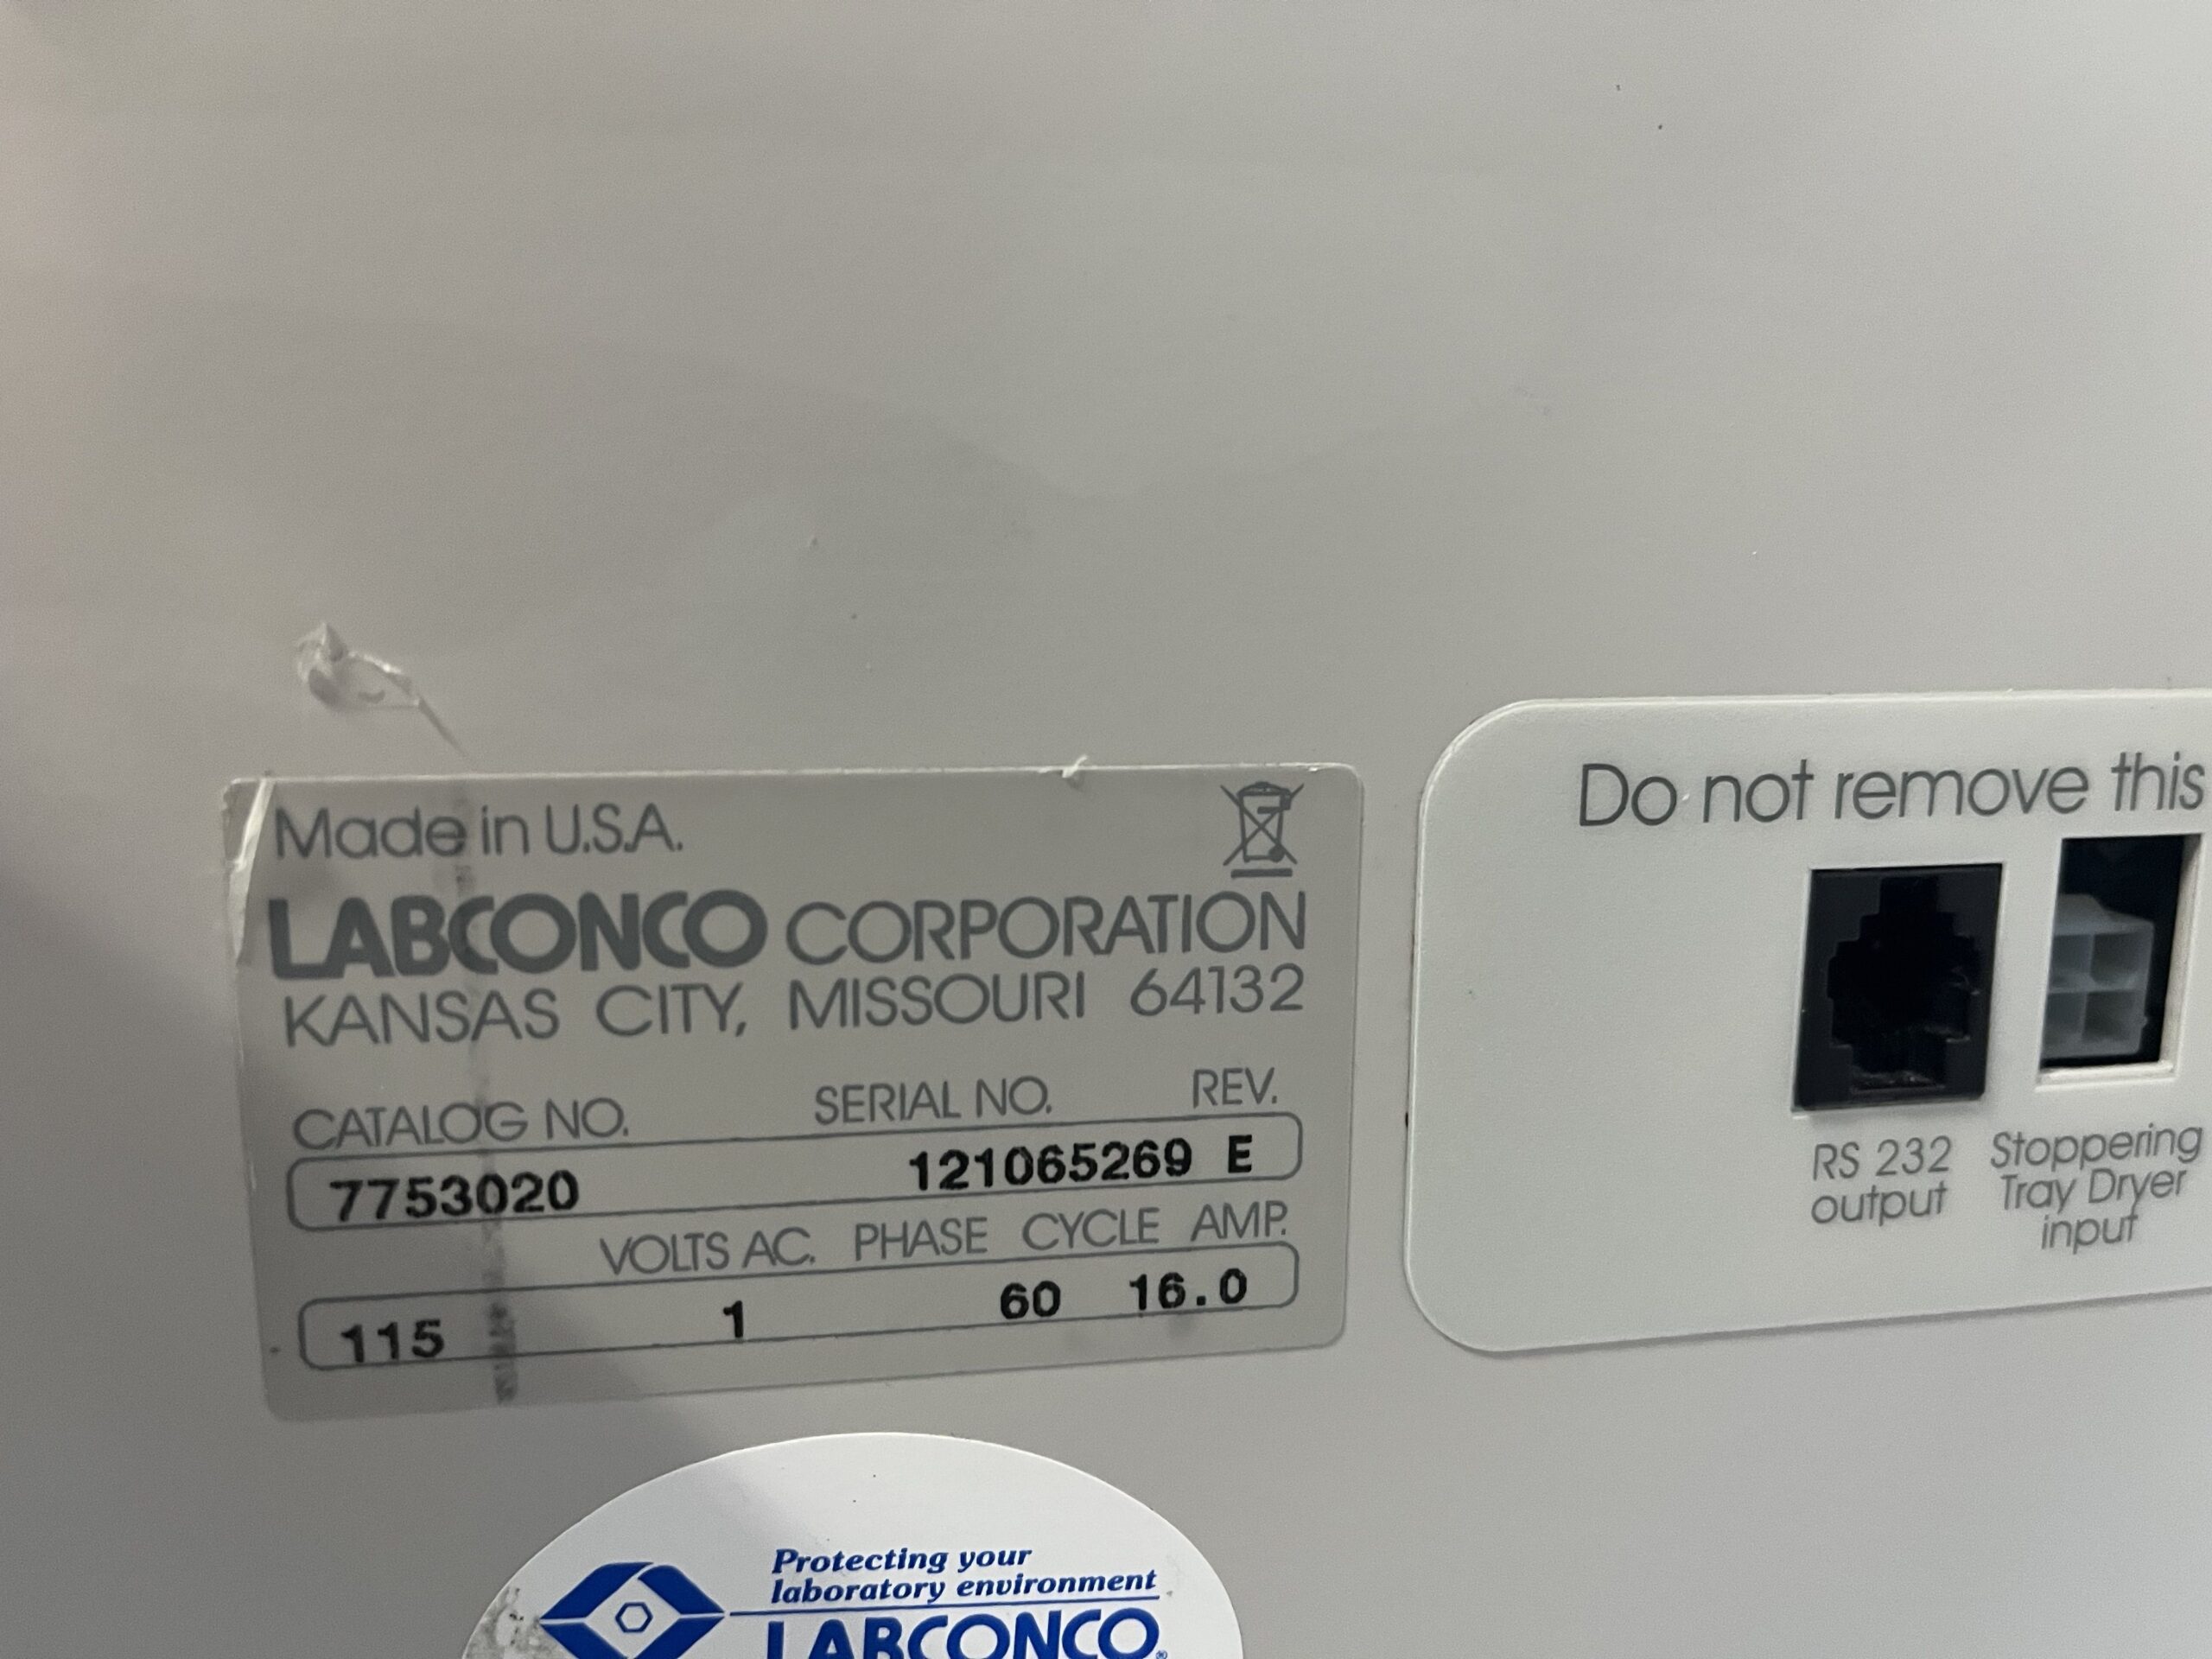 Made in U.S.A.
LABCONCO CORPORATION
KANSAS CITY, MISSOURI 64132
CATALOG NO. SERIAL NO. REV.
7753020 121065269 E
VOLTS AC. PHASE CYCLE AMP.
115 1 60 16.0
Do not remove this
RS 232
output
Stoppering
Tray Dryer
input
Protecting your
laboratory environment
LABCONCO®